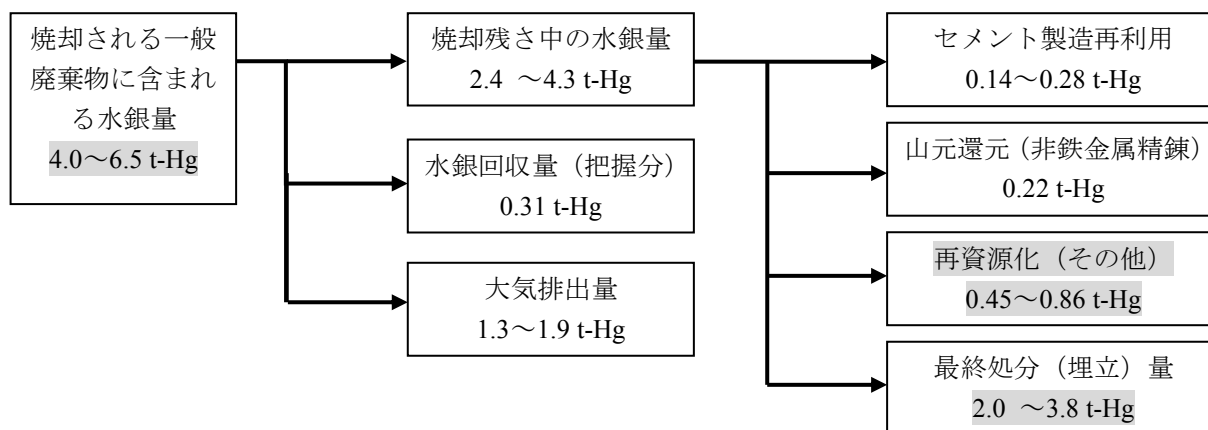 焼却される一般
廃棄物に含まれ
る水銀量
4.0～6.5 t-Hg
焼却残さ中の水銀量
2.4 ～4.3 t-Hg
水銀回収量（把握分）
0.31 t-Hg
大気排出量
1.3～1.9 t-Hg
セメント製造再利用
0.14～0.28 t-Hg
山元還元（非鉄金属精錬）
0.22 t-Hg
再資源化（その他）
0.45～0.86 t-Hg
最終処分（埋立）量
2.0 ～3.8 t-Hg